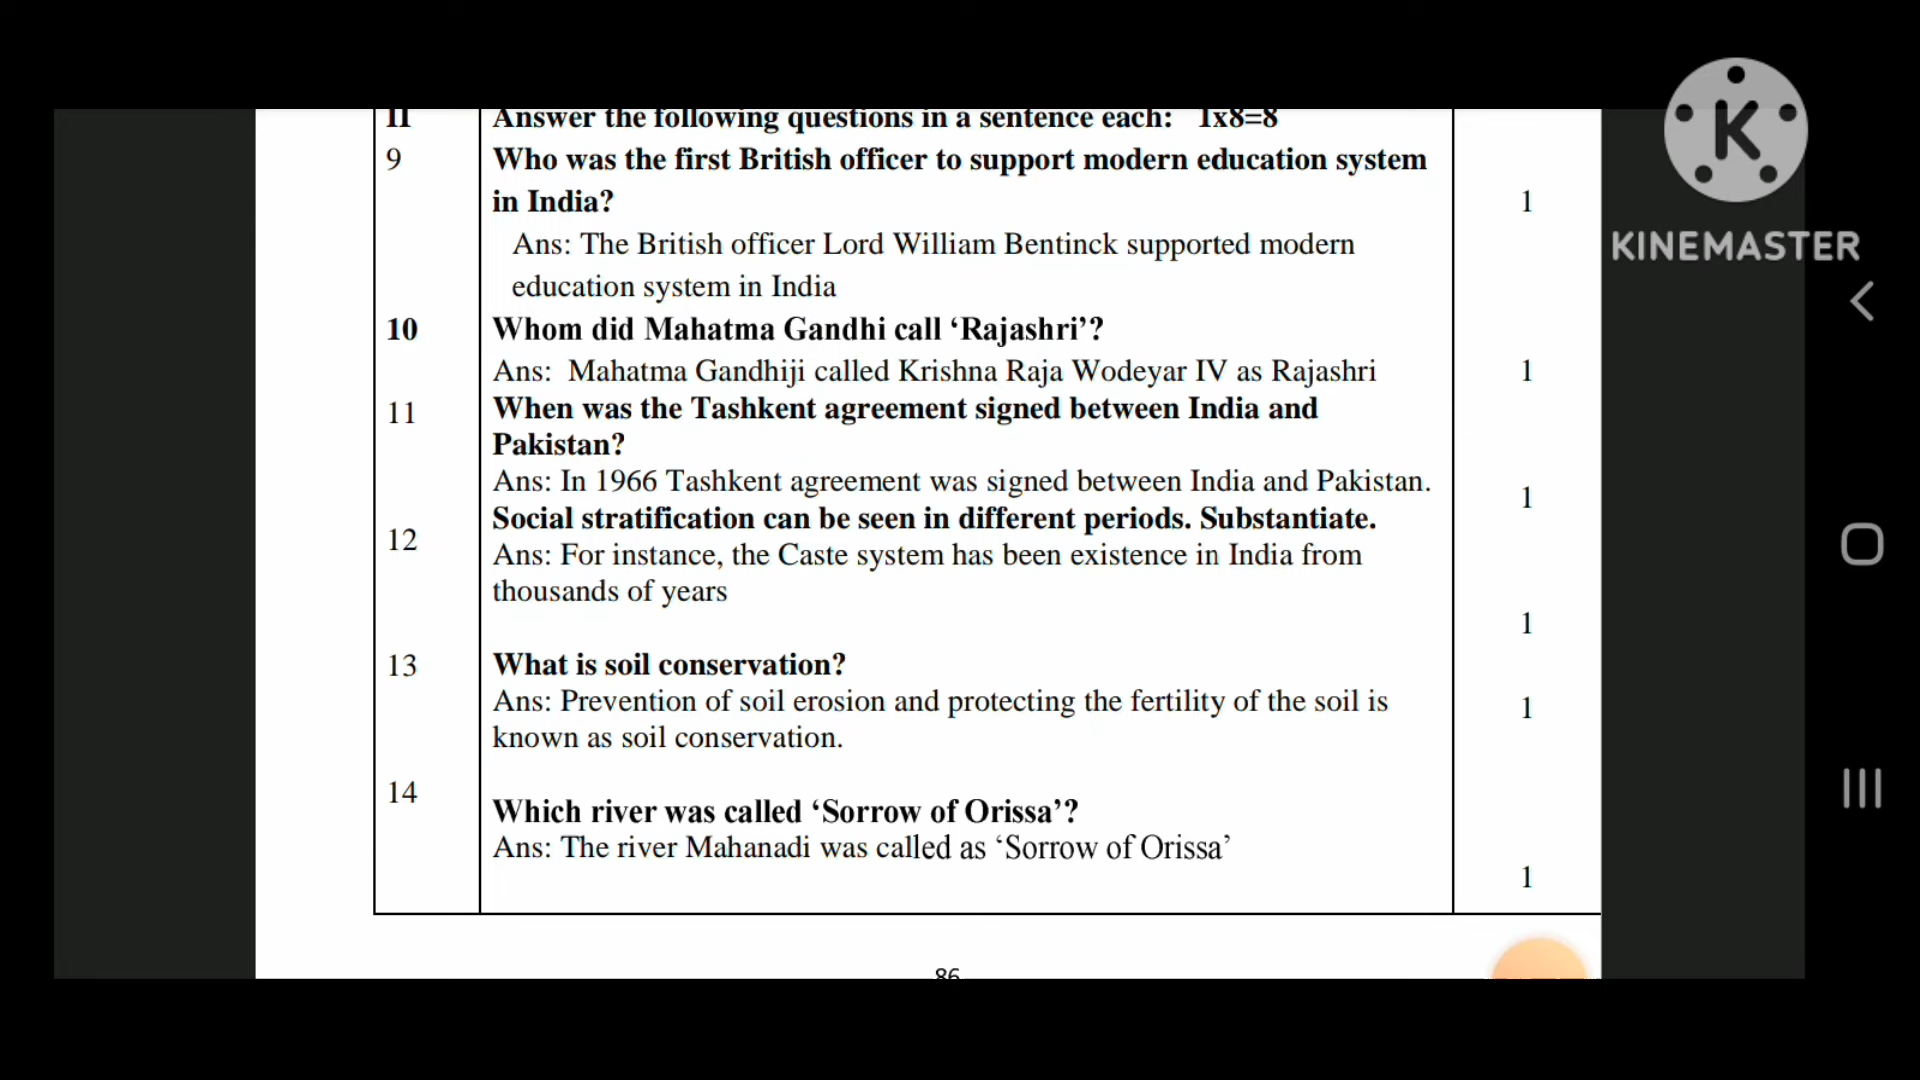 II Answer the following questions in a sentence each: 1x8=8
9 Who was the first British officer to support modern education system
in India? 1
Ans: The British officer Lord William Bentinck supported modern
education system in India
10 Whom did Mahatma Gandhi call ‘Rajashri’?
Ans: Mahatma Gandhiji called Krishna Raja Wodeyar IV as Rajashri 1
11 When was the Tashkent agreement signed between India and
Pakistan?
Ans: In 1966 Tashkent agreement was signed between India and Pakistan. 1
12 Social stratification can be seen in different periods. Substantiate.
Ans: For instance, the Caste system has been existence in India from
thousands of years
1
13 What is soil conservation?
Ans: Prevention of soil erosion and protecting the fertility of the soil is 1
known as soil conservation.
14 Which river was called ‘Sorrow of Orissa’?
Ans: The river Mahanadi was called as ‘Sorrow of Orissa’
1
86
K
KINEMASTER